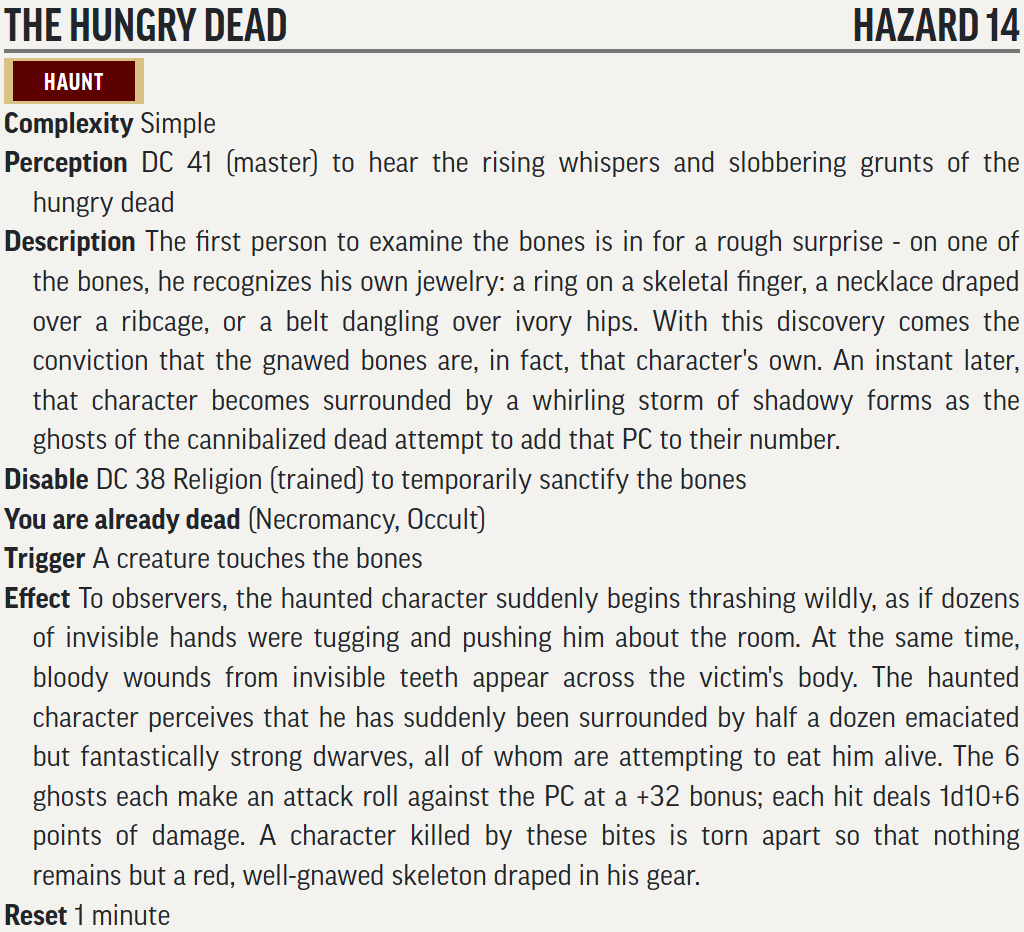 THE HUNGRY DEAD HAZARD 14
HAUNT
Complexity Simple
Perception DC 41 (master) to hear the rising whispers and slobbering grunts of the
hungry dead
Description The first person to examine the bones is in for a rough surprise - on one of
the bones, he recognizes his own jewelry: a ring on a skeletal finger, a necklace draped
over a ribcage, or a belt dangling over ivory hips. With this discovery comes the
conviction that the gnawed bones are, in fact, that character's own. An instant later,
that character becomes surrounded by a whirling storm of shadowy forms as the
ghosts of the cannibalized dead attempt to add that PC to their number.
Disable DC 38 Religion (trained) to temporarily sanctify the bones
You are already dead (Necromancy, Occult)
Trigger A creature touches the bones
Effect To observers, the haunted character suddenly begins thrashing wildly, as if dozens
of invisible hands were tugging and pushing him about the room. At the same time,
bloody wounds from invisible teeth appear across the victim's body. The haunted
character perceives that he has suddenly been surrounded by half a dozen emaciated
but fantastically strong dwarves, all of whom are attempting to eat him alive. The 6
ghosts each make an attack roll against the PC at a +32 bonus; each hit deals 1d10+6
points of damage. A character killed by these bites is torn apart so that nothing
remains but a red, well-gnawed skeleton draped in his gear.
Reset 1 minute